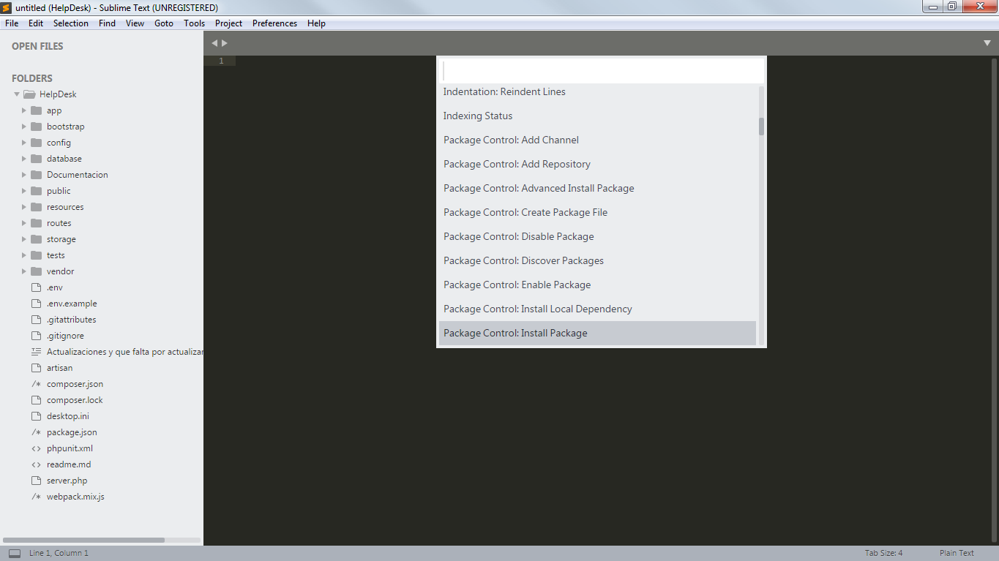 untitled (HelpDesk) - Sublime Text (UNREGISTERED)
File Edit Selection Find View Goto Tools Project Preferences Help
OPEN FILES
FOLDERS
HelpDesk
app
bootstrap
config
database
Documentacion
public
resources
routes
storage
tests
vendor
.env
.env.example
.gitattributes
.gitignore
Actualizaciones y que falta por actualizar
artisan
/* composer.json
composer.lock
desktop.ini
/* package.json
<> phpunit.xml
<> readme.md
server.php
/* webpack.mix.js
1
Indentation: Reindent Lines
Indexing Status
Package Control: Add Channel
Package Control: Add Repository
Package Control: Advanced Install Package
Package Control: Create Package File
Package Control: Disable Package
Package Control: Discover Packages
Package Control: Enable Package
Package Control: Install Local Dependency
Package Control: Install Package
Line 1, Column 1
Tab Size: 4
Plain Text